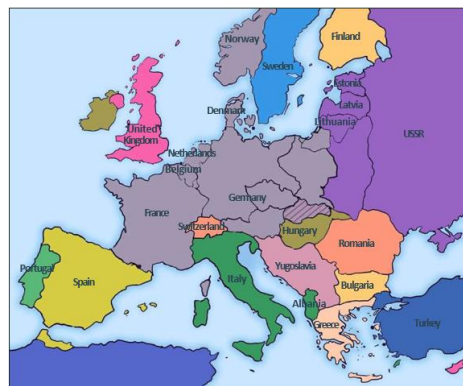 Norway
Finland
Sweden
Estonia
Latvia
Denmark
Lithuania
USSR
United
Kingdom
Netherlands
Belgium
Germany
France
Switzerland
Hungary
Romania
Portugal
Spain
Italy
Yugoslavia
Bulgaria
Albania
Greece
Turkey